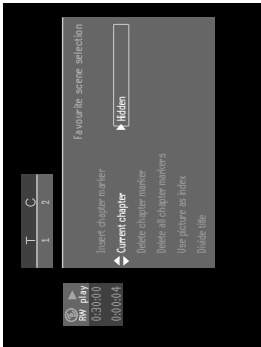 T C
1 2
RW play
0:30:00
0:00:04
Favourite scene selection
Insert chapter marker
Current chapter Hidden
Delete chapter marker
Delete all chapter markers
Use picture as index
Divide title